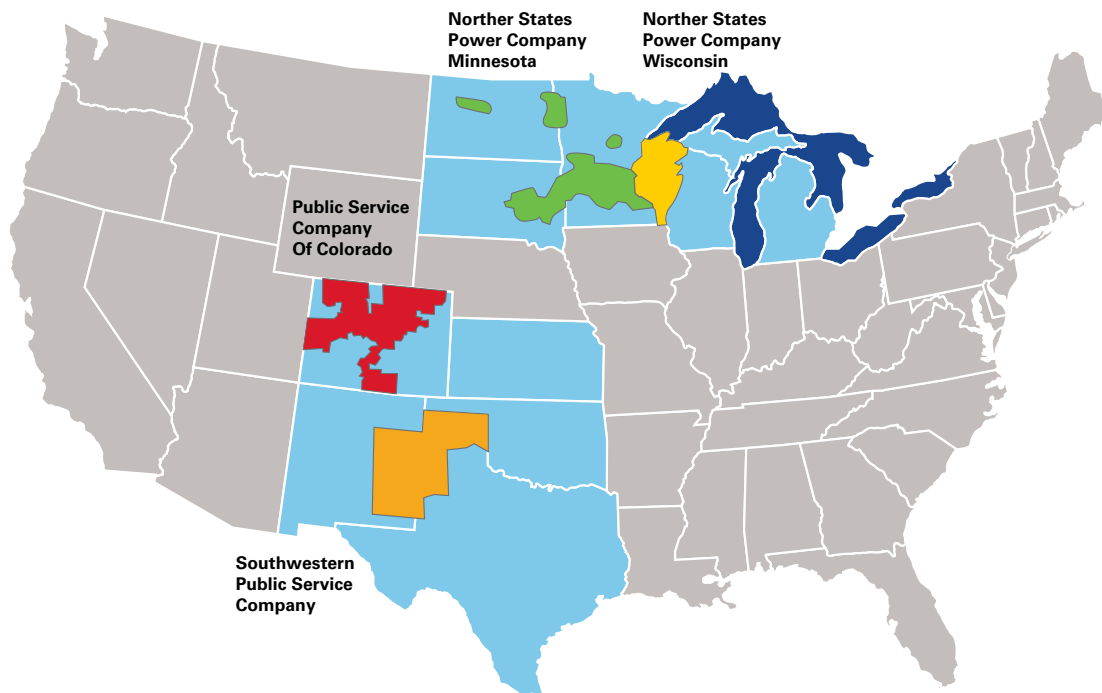 Norther States
Power Company
Minnesota
Norther States
Power Company
Wisconsin
Public Service
Company
Of Colorado
Southwestern
Public Service
Company